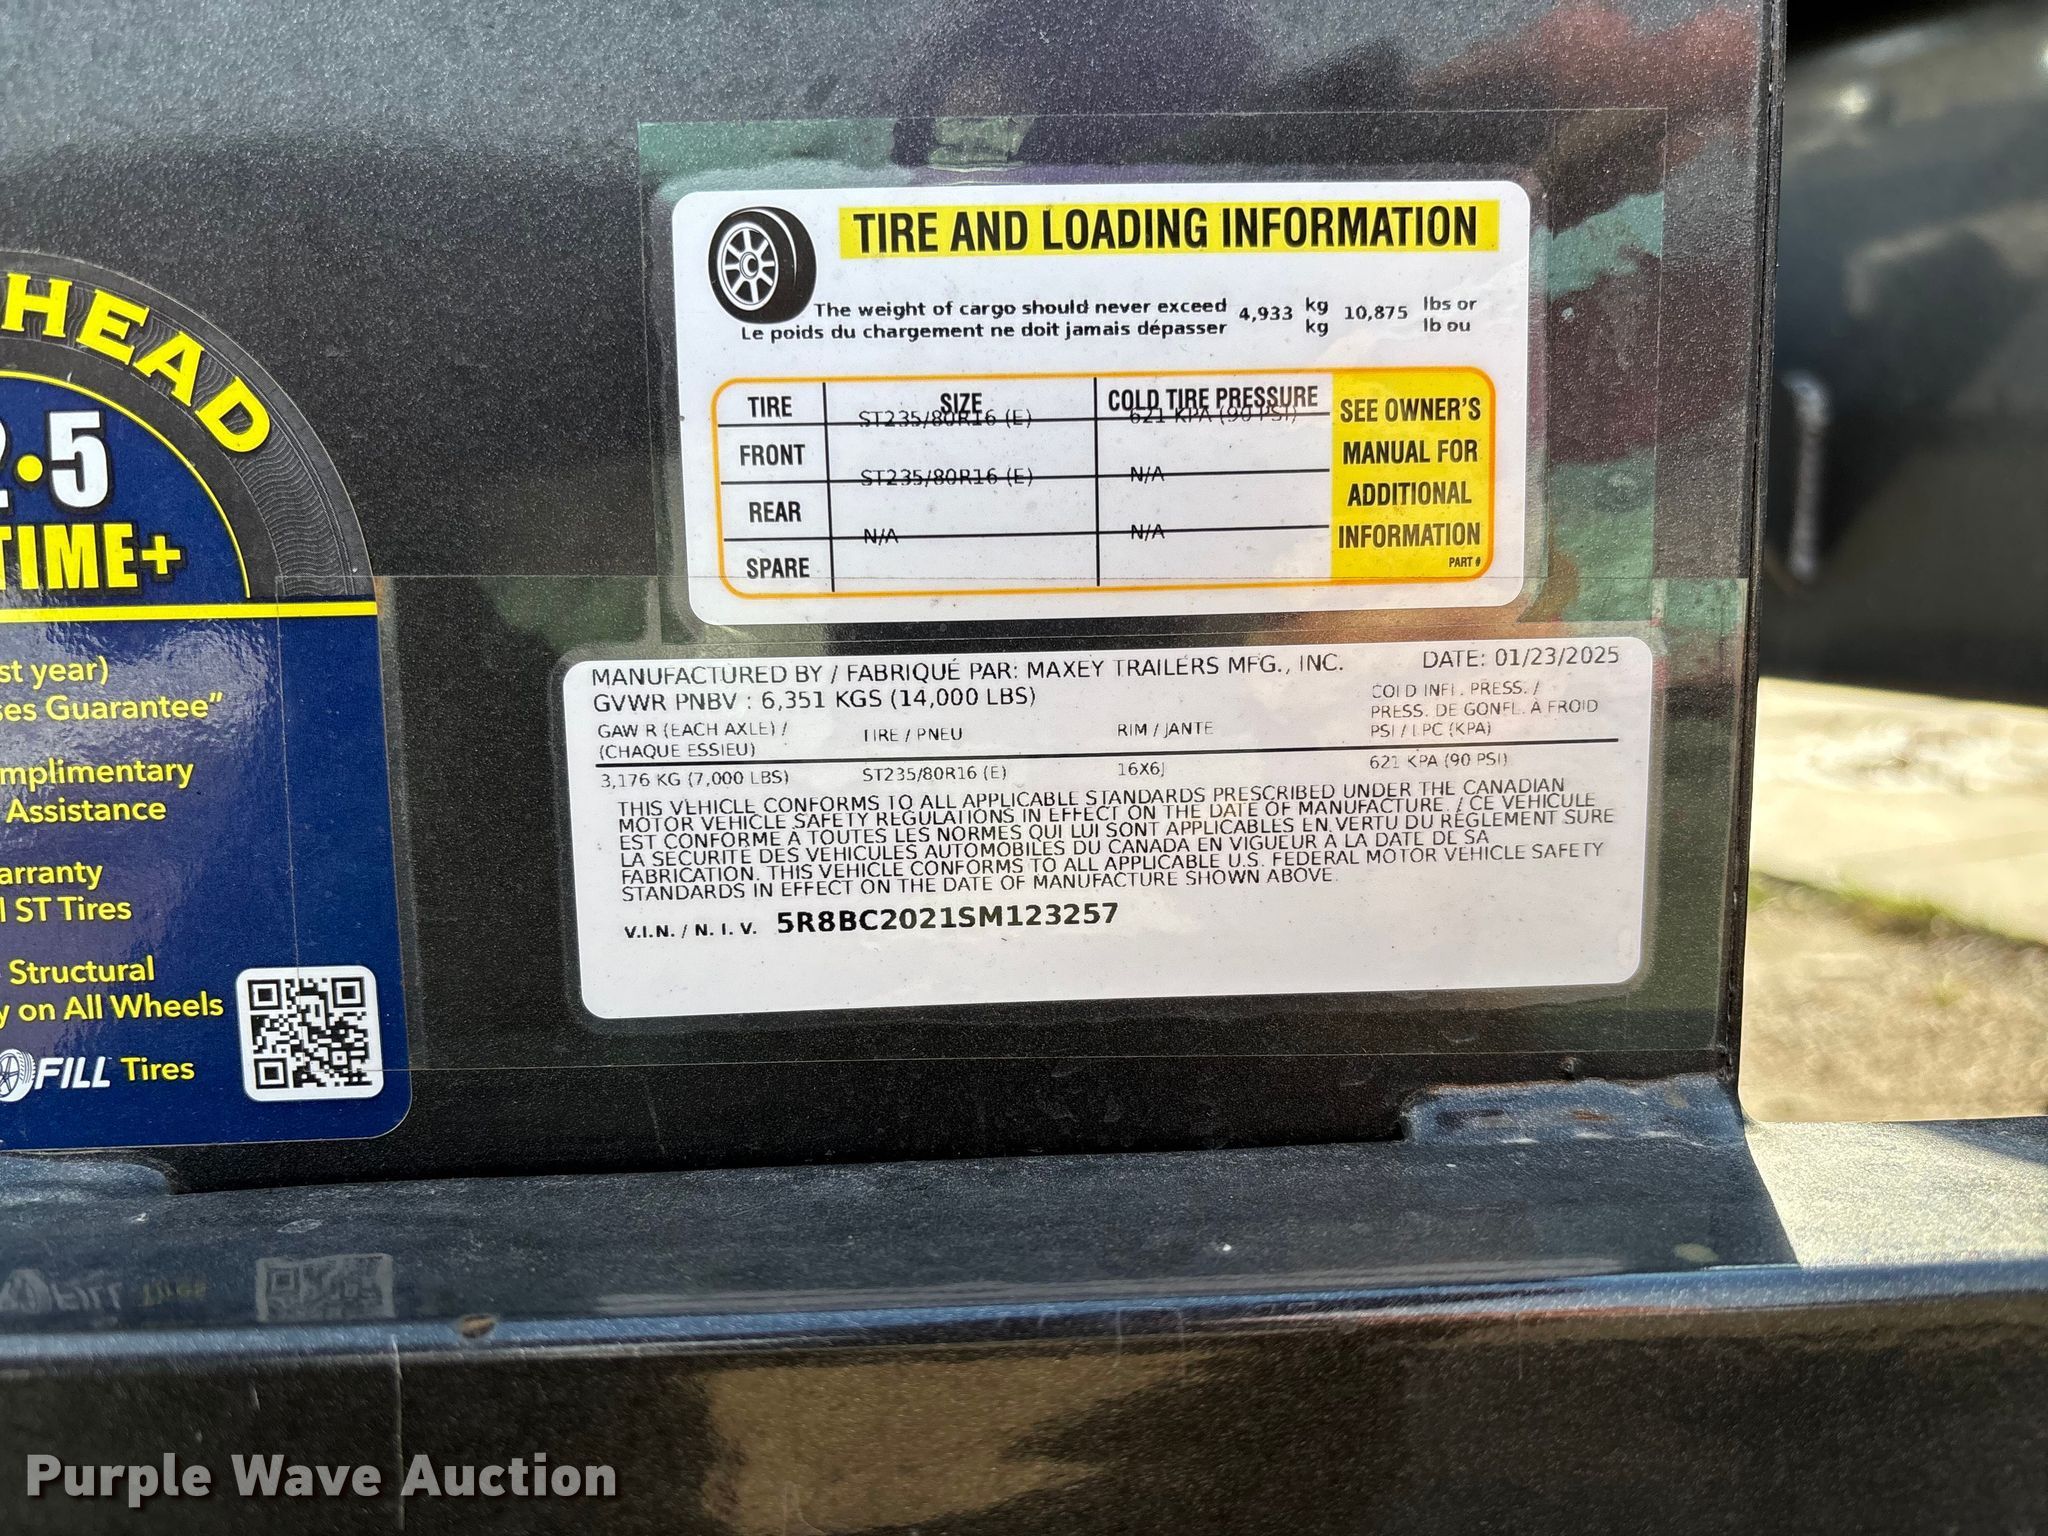 TIRE AND LOADING INFORMATION
The weight of cargo should never exceed 4,933 kg 10,875 lbs or
Le poids du chargement ne doit jamais dépasser kg lb ou
TIRE SIZE COLD TIRE PRESSURE
ST235/80R16 (E) 621 KPA (90 PSI)
FRONT
ST235/80R16 (E) N/A
REAR
N/A N/A
SPARE
SEE OWNER'S
MANUAL FOR
ADDITIONAL
INFORMATION
PART #
MANUFACTURED BY / FABRIQUÉ PAR: MAXEY TRAILERS MFG., INC. DATE: 01/23/2025
GVWR PNBV : 6,351 KGS (14,000 LBS)
GAWR (EACH AXLE) /
(CHAQUE ESSIEU)
TIRE / PNEU
RIM / JANTE
COLD INFL. PRESS. /
PRESS. DE GONFL. À FROID
PSI / LPC (KPA)
3,176 KG (7,000 LBS) ST235/80R16 (E) 16X6J 621 KPA (90 PSI)
THIS VEHICLE CONFORMS TO ALL APPLICABLE STANDARDS PRESCRIBED UNDER THE CANADIAN
MOTOR VEHICLE SAFETY REGULATIONS IN EFFECT ON THE DATE OF MANUFACTURE. / CE VEHICULE
EST CONFORME À TOUTES LES NORMES QUI LUI SONT APPLICABLES EN VERTU DU RÈGLEMENT SURE
LA SÉCURITÉ DES VEHICULES AUTOMOBILES DU CANADA EN VIGUEUR A LA DATE DE SA
FABRICATION. THIS VEHICLE CONFORMS TO ALL APPLICABLE U.S. FEDERAL MOTOR VEHICLE SAFETY
STANDARDS IN EFFECT ON THE DATE OF MANUFACTURE SHOWN ABOVE.
V.I.N. / N. I. V. 5R8BC2021SM123257
HEAD
2•5
TIME+
st year)
ses Guarantee”
mplimentary
Assistance
arranty
l ST Tires
Structural
y on All Wheels
FILL Tires
Purple Wave Auction